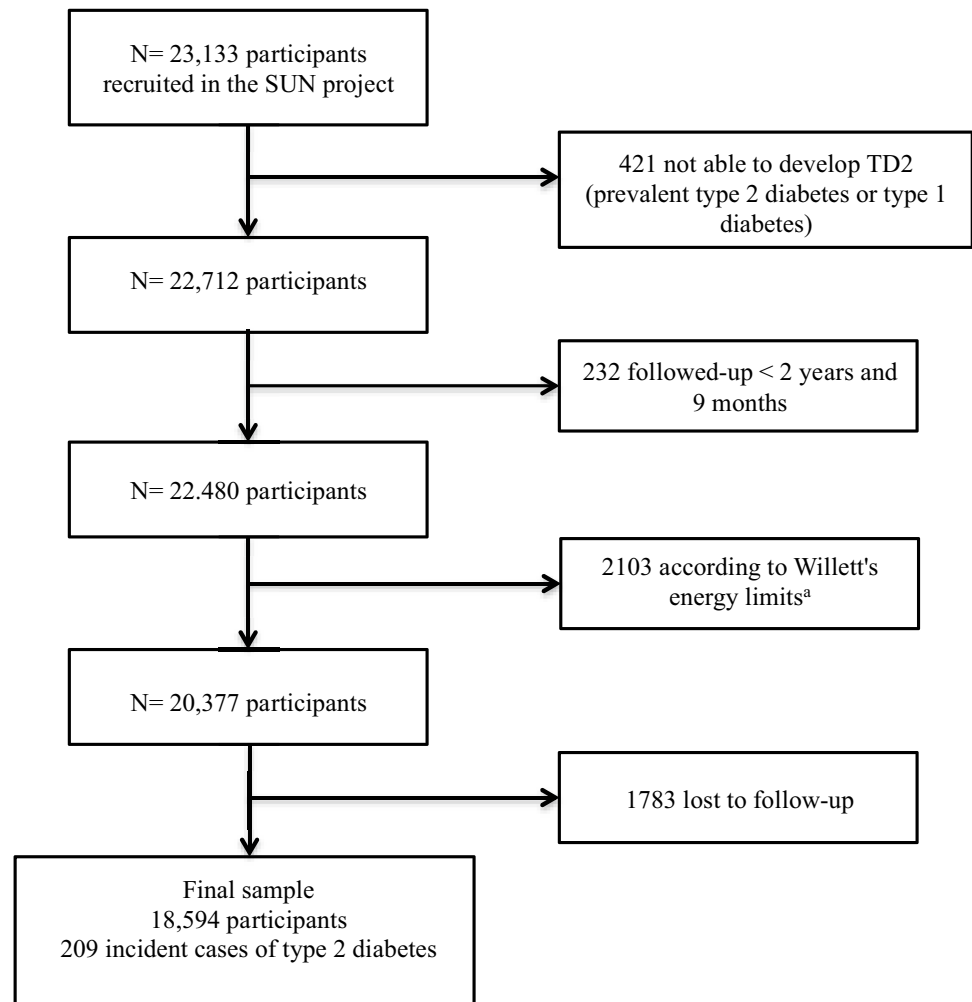 N= 23,133 participants
recruited in the SUN project
421 not able to develop TD2
(prevalent type 2 diabetes or type 1
diabetes)
N= 22,712 participants
232 followed-up < 2 years and
9 months
N= 22.480 participants
2103 according to Willett's
energy limitsᵃ
N= 20,377 participants
1783 lost to follow-up
Final sample
18,594 participants
209 incident cases of type 2 diabetes